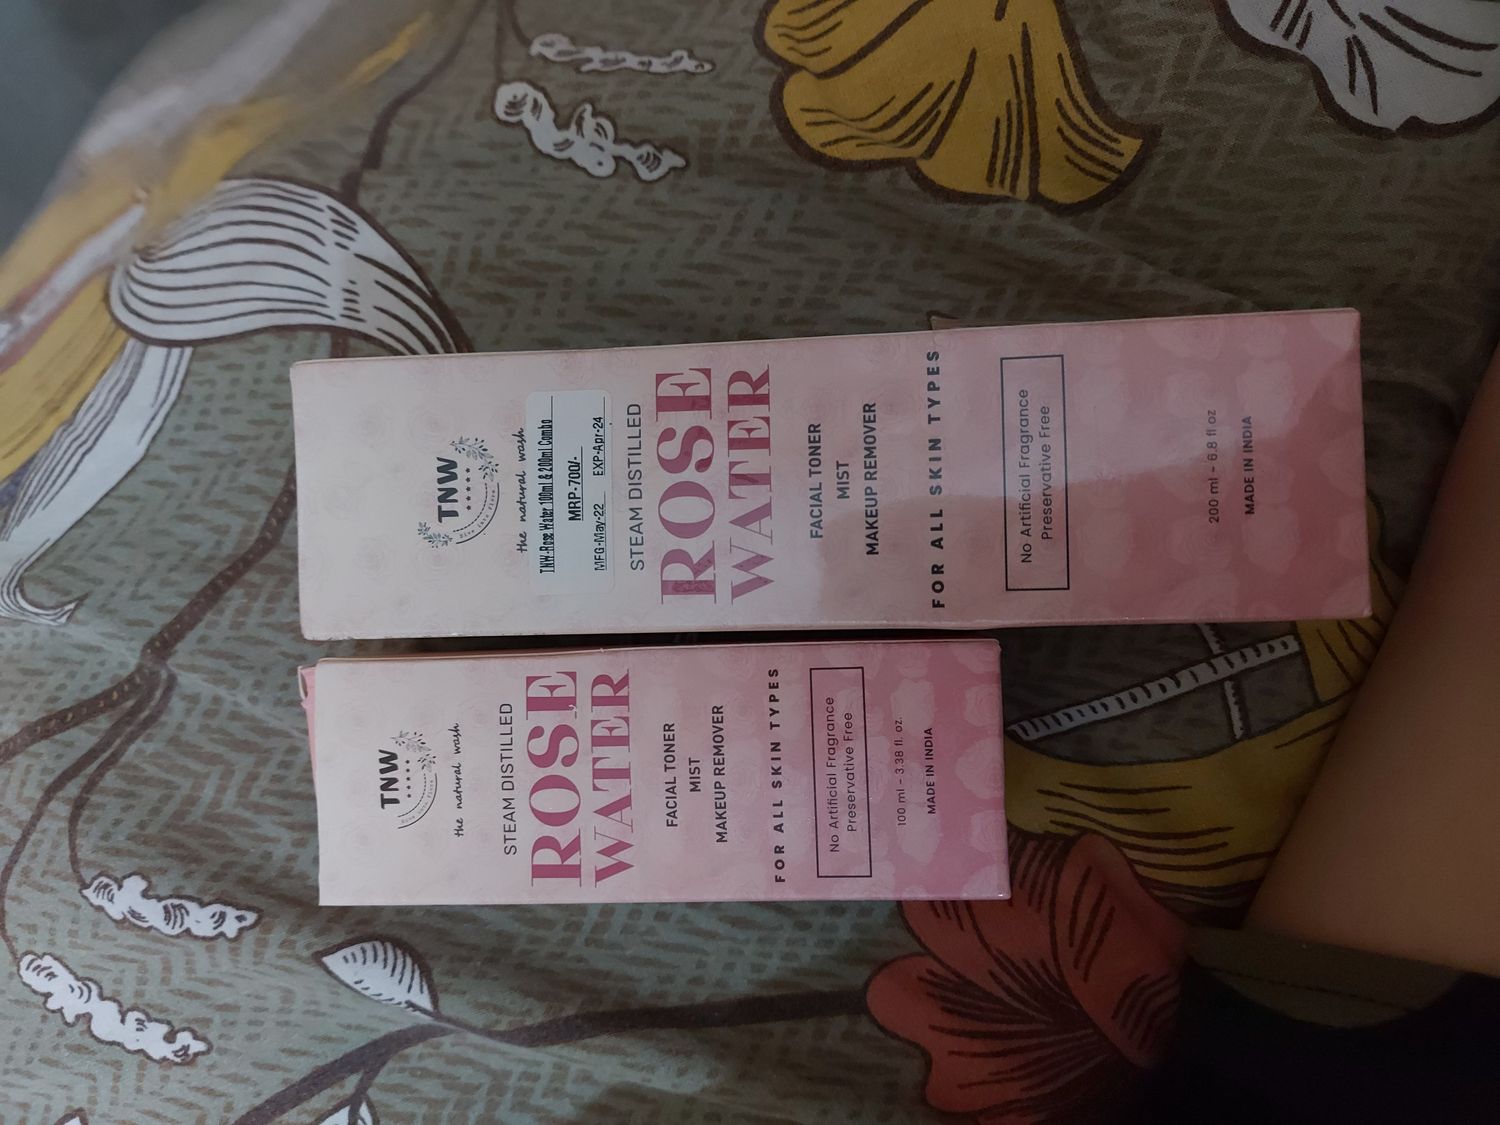 TNW
the natural wash
TNW-Rose Water 100ml & 200ml Combo
MRP-700/-
MFG-May-22 EXP-Apr-24
STEAM DISTILLED
ROSE
WATER
FACIAL TONER
MIST
MAKEUP REMOVER
FOR ALL SKIN TYPES
No Artificial Fragrance
Preservative Free
200 ml - 6.8 fl oz
MADE IN INDIA
TNW
the natural wash
STEAM DISTILLED
ROSE
WATER
FACIAL TONER
MIST
MAKEUP REMOVER
FOR ALL SKIN TYPES
No Artificial Fragrance
Preservative Free
100 ml - 3.38 fl. oz.
MADE IN INDIA